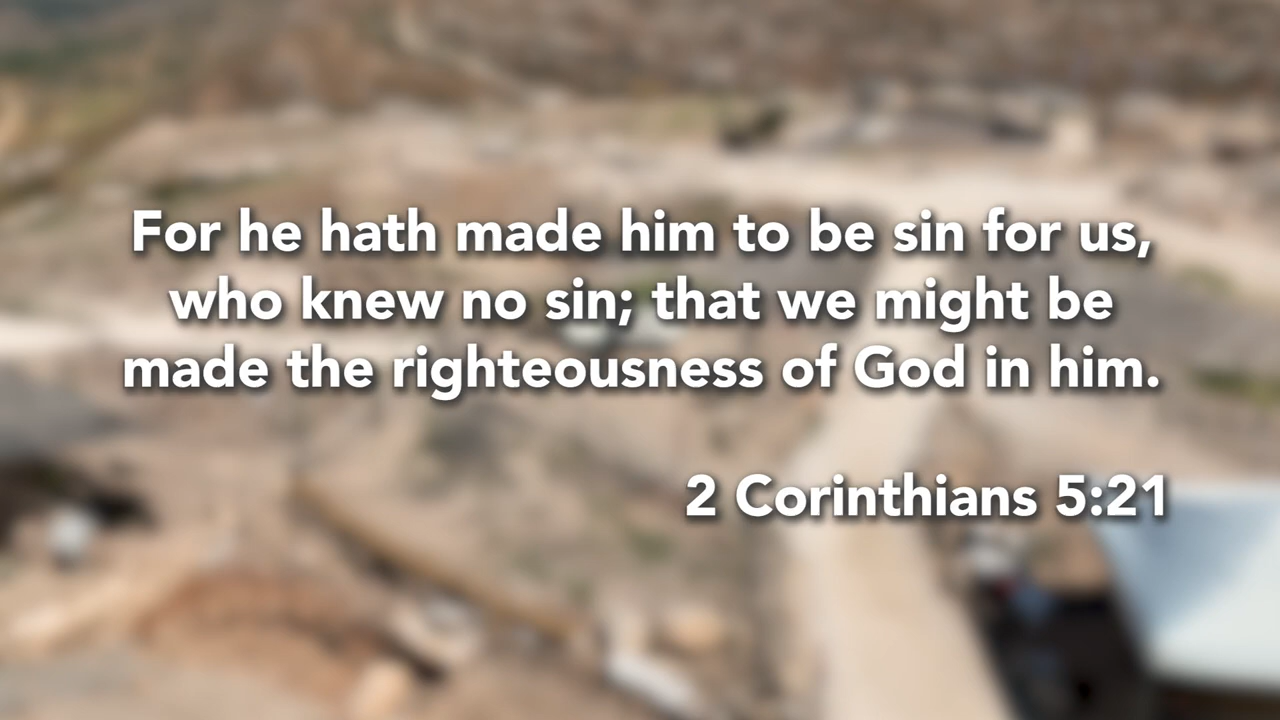 For he hath made him to be sin for us,
who knew no sin; that we might be
made the righteousness of God in him.
2 Corinthians 5:21